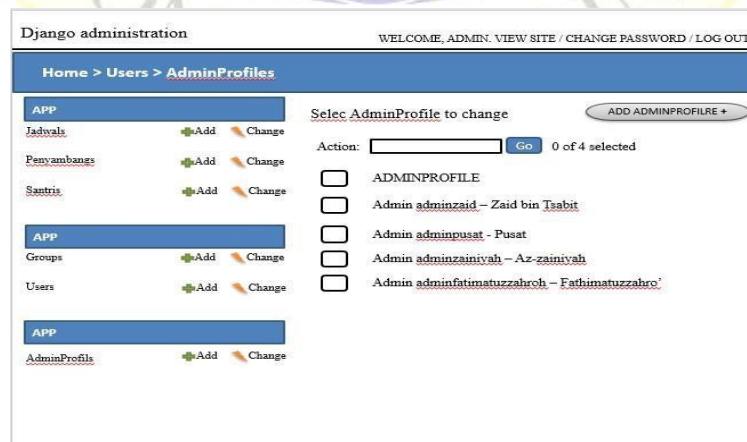 Django administration
WELCOME, ADMIN. VIEW SITE / CHANGE PASSWORD / LOG OUT
Home > Users > AdminProfiles
APP
Jadwals Add Change
Penyambangs Add Change
Santris Add Change
APP
Groups Add Change
Users Add Change
APP
AdminProfils Add Change
Selec AdminProfile to change
ADD ADMINPROFILRE +
Action: Go 0 of 4 selected
ADMINPROFILE
Admin adminzaid – Zaid bin Tsabit
Admin adminpusat - Pusat
Admin adminzainiyah – Az-zainiyah
Admin adminfatimatuzzahroh – Fathimatuzzahro’